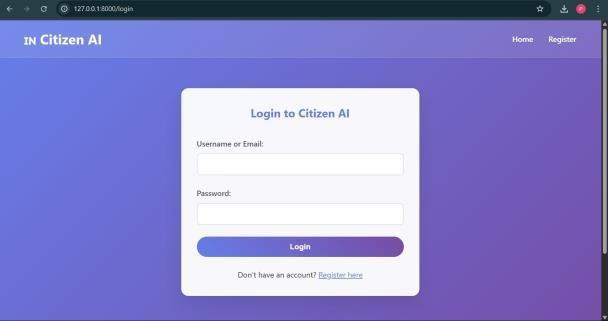 127.0.0.1:8000/login
IN Citizen AI
Home Register
Login to Citizen AI
Username or Email:
Password:
Login
Don't have an account? Register here